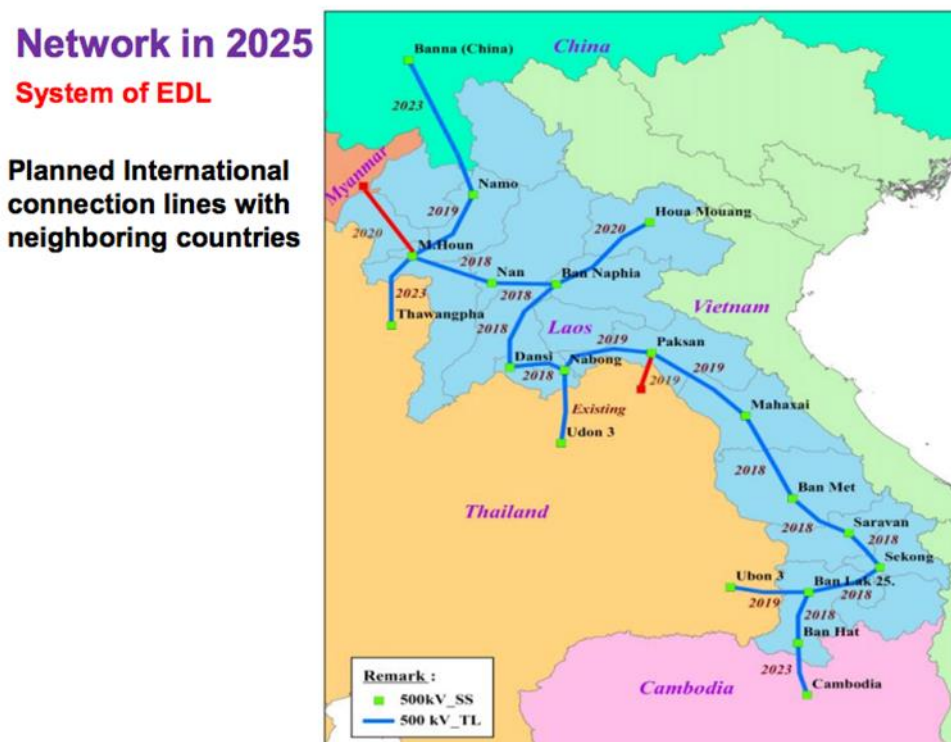 Network in 2025
System of EDL
Planned International
connection lines with
neighboring countries
Banna (China)
China
2023
Myanmar
Namo
2019
Houa Mouang
2020
2020
M.Houn
2018
Nan
2018
Ban Naphia
2023
Thawangpha
2018
Vietnam
Laos
2019
Paksan
Dansi
2018
Nabong
2019
2019
Existing
Mahaxai
Udon 3
2018
Ban Met
Thailand
2018
Saravan
2018
Sekong
Ubon 3
2019
Ban Lak 25.
2018
2018
Ban Hat
2023
Cambodia
Cambodia
Remark :
500kV_SS
500 kV_TL